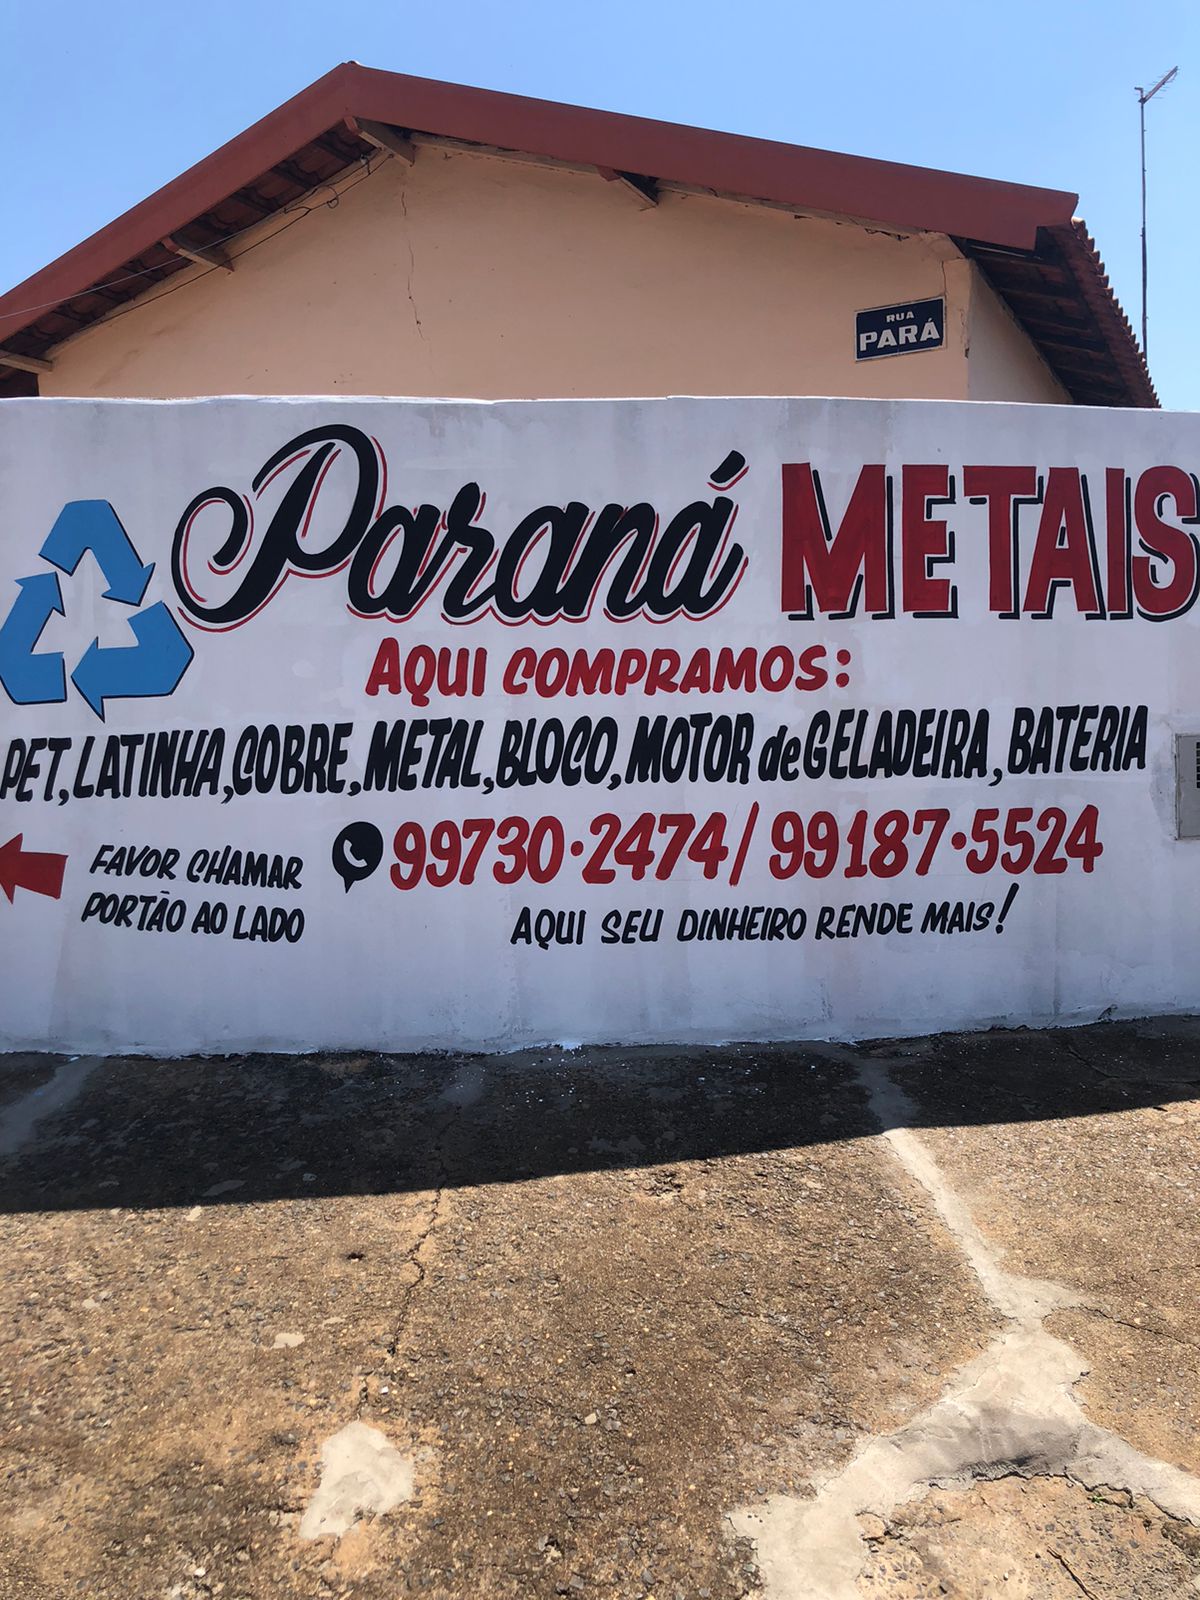 RUA
PARÁ
Paraná METAIS
AQUI COMPRAMOS:
PET, LATINHA, COBRE, METAL, BLOCO, MOTOR de GELADEIRA, BATERIA
99730·2474 / 99187·5524
FAVOR CHAMAR
PORTÃO AO LADO
AQUI SEU DINHEIRO RENDE MAIS!